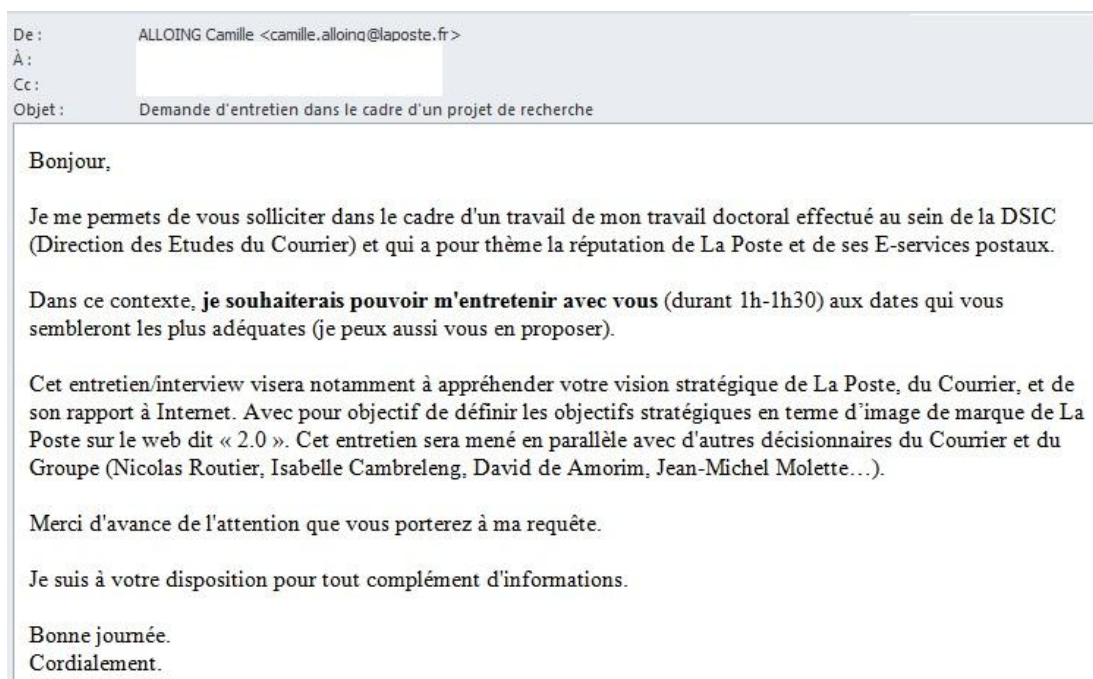 De :	ALLOING Camille <camille.alloing@laposte.fr>
À :
Cc :
Objet :	Demande d'entretien dans le cadre d'un projet de recherche
Bonjour,
Je me permets de vous solliciter dans le cadre d'un travail de mon travail doctoral effectué au sein de la DSIC
(Direction des Etudes du Courrier) et qui a pour thème la réputation de La Poste et de ses E-services postaux.
Dans ce contexte, je souhaiterais pouvoir m'entretenir avec vous (durant 1h-1h30) aux dates qui vous
sembleront les plus adéquates (je peux aussi vous en proposer).
Cet entretien/interview visera notamment à appréhender votre vision stratégique de La Poste, du Courrier, et de
son rapport à Internet. Avec pour objectif de définir les objectifs stratégiques en terme d'image de marque de La
Poste sur le web dit « 2.0 ». Cet entretien sera mené en parallèle avec d'autres décisionnaires du Courrier et du
Groupe (Nicolas Routier, Isabelle Cambreleng, David de Amorim, Jean-Michel Molette…).
Merci d'avance de l'attention que vous porterez à ma requête.
Je suis à votre disposition pour tout complément d'informations.
Bonne journée.
Cordialement.